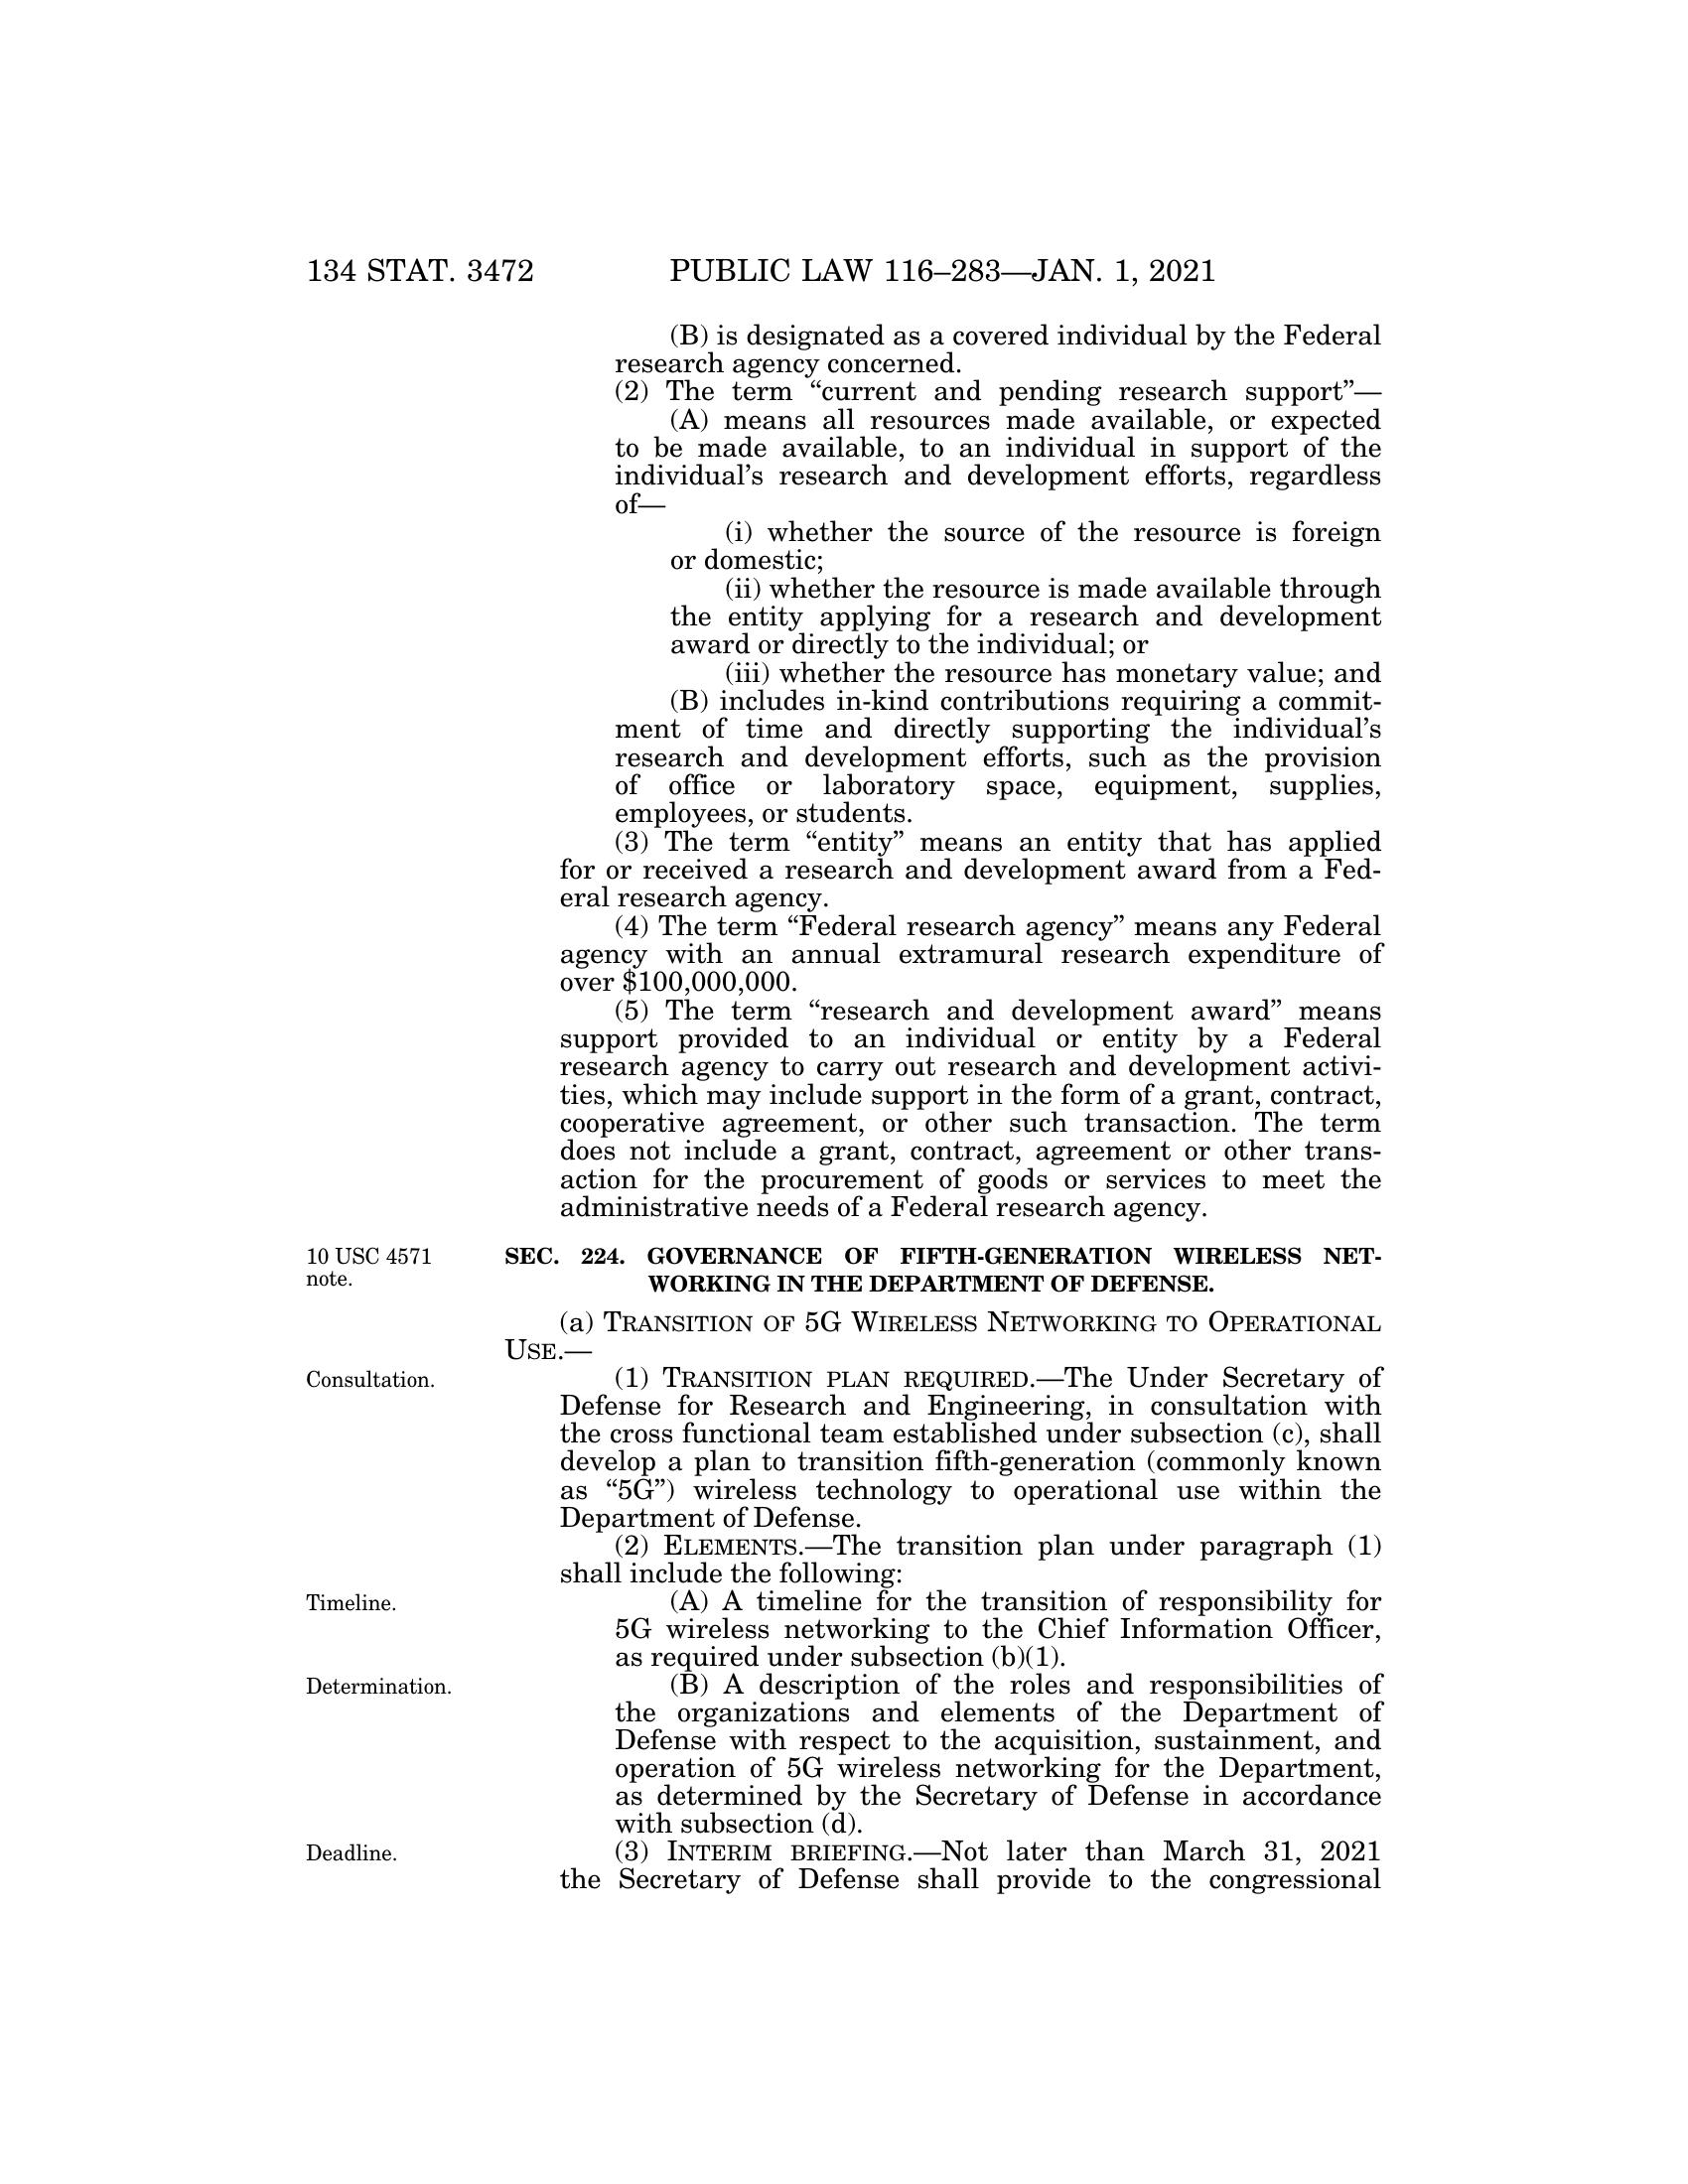 134 STAT. 3472 PUBLIC LAW 116–283—JAN. 1, 2021
(B) is designated as a covered individual by the Federal
research agency concerned.
(2) The term “current and pending research support”—
(A) means all resources made available, or expected
to be made available, to an individual in support of the
individual’s research and development efforts, regardless
of—
(i) whether the source of the resource is foreign
or domestic;
(ii) whether the resource is made available through
the entity applying for a research and development
award or directly to the individual; or
(iii) whether the resource has monetary value; and
(B) includes in-kind contributions requiring a commit-
ment of time and directly supporting the individual’s
research and development efforts, such as the provision
of office or laboratory space, equipment, supplies,
employees, or students.
(3) The term “entity” means an entity that has applied
for or received a research and development award from a Fed-
eral research agency.
(4) The term “Federal research agency” means any Federal
agency with an annual extramural research expenditure of
over $100,000,000.
(5) The term “research and development award” means
support provided to an individual or entity by a Federal
research agency to carry out research and development activi-
ties, which may include support in the form of a grant, contract,
cooperative agreement, or other such transaction. The term
does not include a grant, contract, agreement or other trans-
action for the procurement of goods or services to meet the
administrative needs of a Federal research agency.
10 USC 4571
note.
SEC. 224. GOVERNANCE OF FIFTH-GENERATION WIRELESS NET-
WORKING IN THE DEPARTMENT OF DEFENSE.
(a) TRANSITION OF 5G WIRELESS NETWORKING TO OPERATIONAL
USE.—
Consultation.
(1) TRANSITION PLAN REQUIRED.—The Under Secretary of
Defense for Research and Engineering, in consultation with
the cross functional team established under subsection (c), shall
develop a plan to transition fifth-generation (commonly known
as “5G”) wireless technology to operational use within the
Department of Defense.
(2) ELEMENTS.—The transition plan under paragraph (1)
shall include the following:
Timeline.
(A) A timeline for the transition of responsibility for
5G wireless networking to the Chief Information Officer,
as required under subsection (b)(1).
Determination.
(B) A description of the roles and responsibilities of
the organizations and elements of the Department of
Defense with respect to the acquisition, sustainment, and
operation of 5G wireless networking for the Department,
as determined by the Secretary of Defense in accordance
with subsection (d).
Deadline.
(3) INTERIM BRIEFING.—Not later than March 31, 2021
the Secretary of Defense shall provide to the congressional